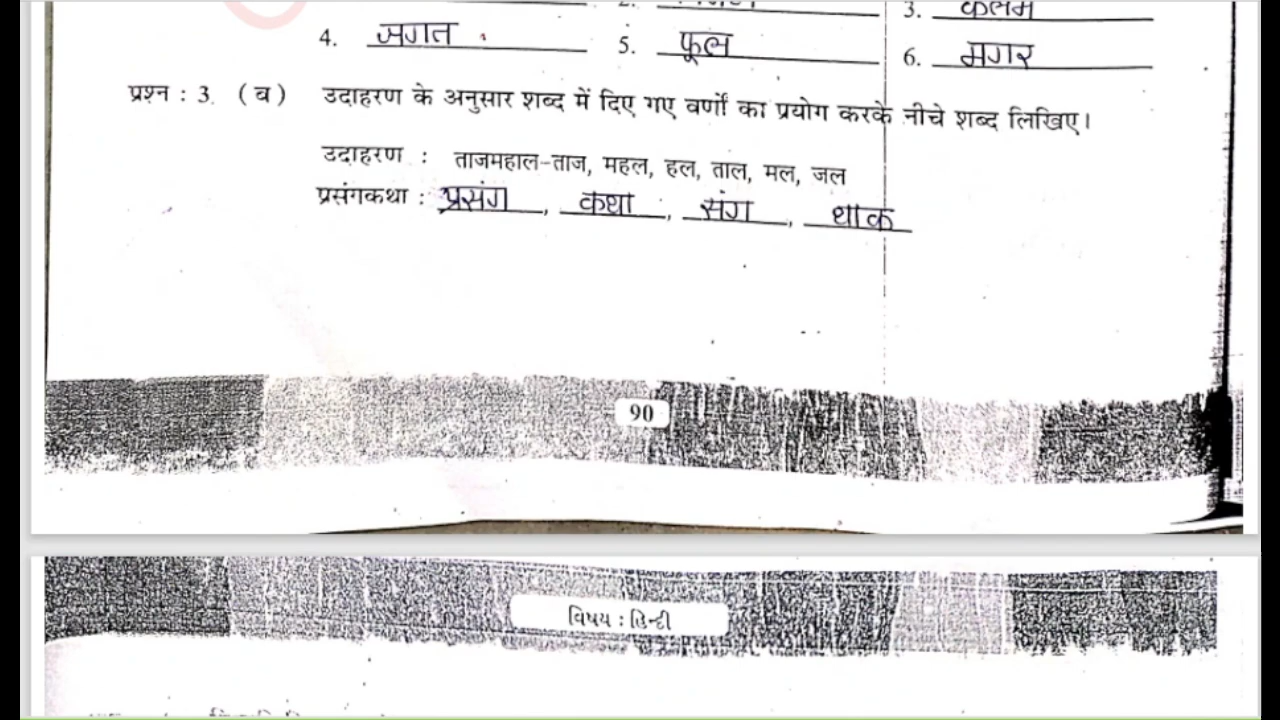 3. कलम
4. जगत 5. फूल 6. मगर
प्रश्न : 3 (ब) उदाहरण के अनुसार शब्द में दिए गए वर्णों का प्रयोग करके नीचे शब्द लिखिए।
उदाहरण : ताजमहाल-ताज, महल, हल, ताल, मल, जल
प्रसंगकथा : प्रसंग, कथा, संग, थाक
90
विषय : हिन्दी